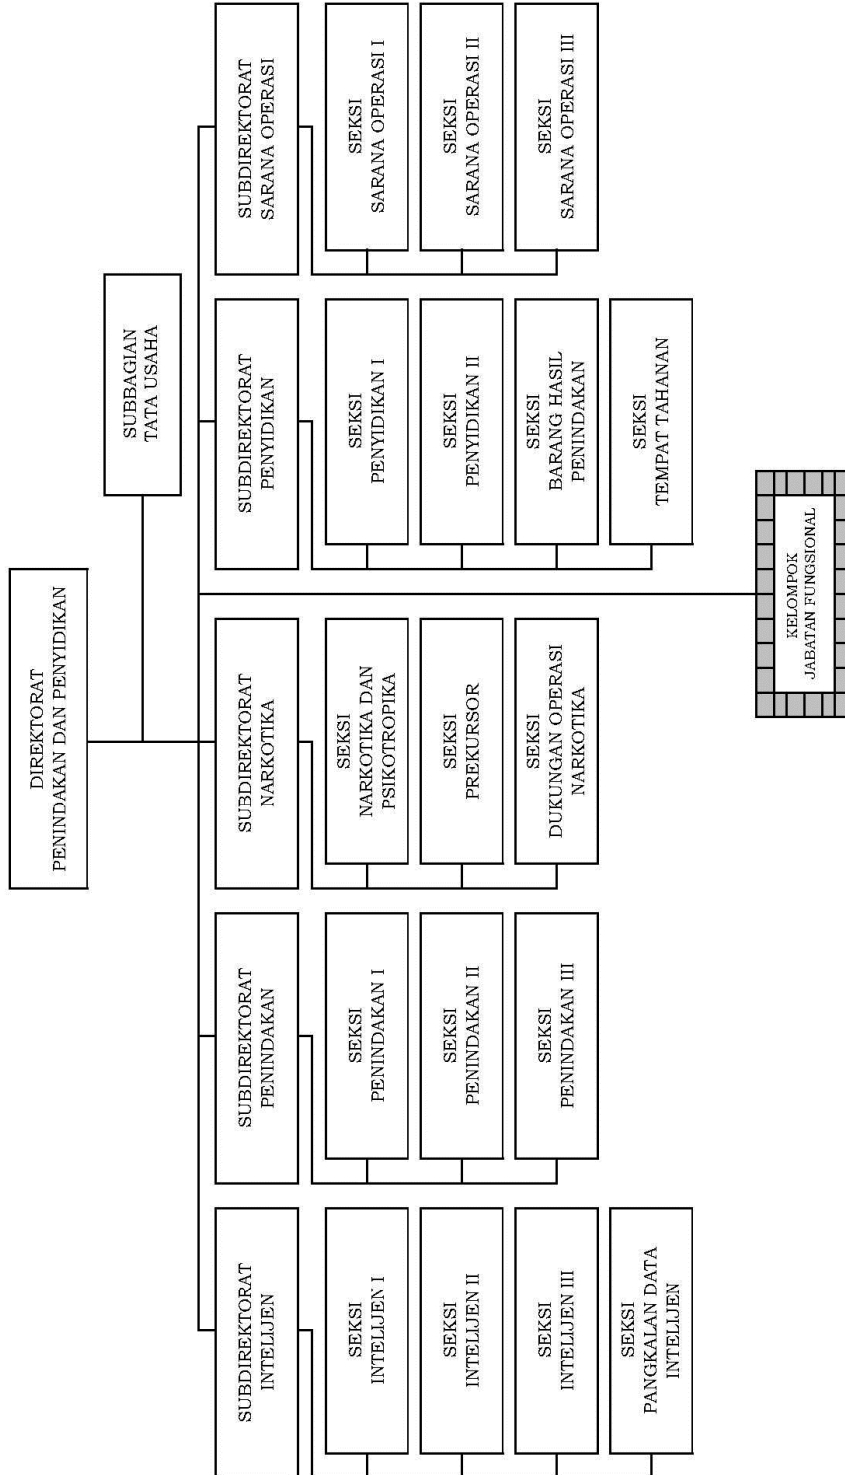 DIREKTORAT
PENINDAKAN DAN PENYIDIKAN
SUBBAGIAN
TATA USAHA
SUBDIREKTORAT
INTELIJEN
SUBDIREKTORAT
PENINDAKAN
SUBDIREKTORAT
NARKOTIKA
SUBDIREKTORAT
PENYIDIKAN
SUBDIREKTORAT
SARANA OPERASI
SEKSI
INTELIJEN I
SEKSI
PENINDAKAN I
SEKSI
NARKOTIKA DAN
PSIKOTROPIKA
SEKSI
PENYIDIKAN I
SEKSI
SARANA OPERASI I
SEKSI
INTELIJEN II
SEKSI
PENINDAKAN II
SEKSI
PREKURSOR
SEKSI
PENYIDIKAN II
SEKSI
SARANA OPERASI II
SEKSI
INTELIJEN III
SEKSI
PENINDAKAN III
SEKSI
DUKUNGAN OPERASI
NARKOTIKA
SEKSI
BARANG HASIL
PENINDAKAN
SEKSI
SARANA OPERASI III
SEKSI
PANGKALAN DATA
INTELIJEN
SEKSI
TEMPAT TAHANAN
KELOMPOK
JABATAN FUNGSIONAL